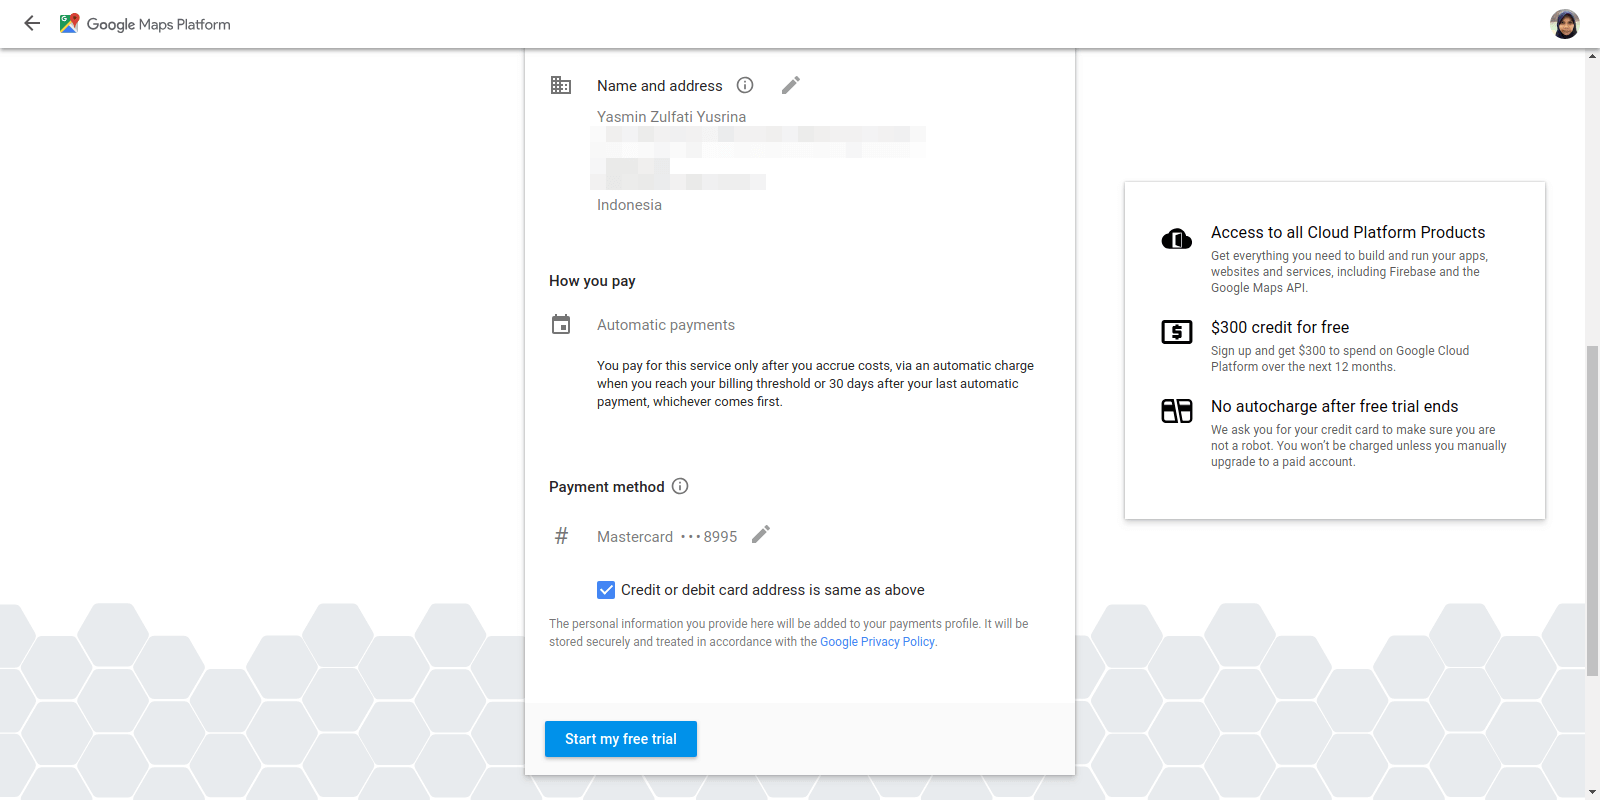 Google Maps Platform
Name and address
Yasmin Zulfati Yusrina
Indonesia
How you pay
Automatic payments
You pay for this service only after you accrue costs, via an automatic charge
when you reach your billing threshold or 30 days after your last automatic
payment, whichever comes first.
Payment method
# Mastercard •••8995
Credit or debit card address is same as above
The personal information you provide here will be added to your payments profile. It will be
stored securely and treated in accordance with the Google Privacy Policy.
Start my free trial
Access to all Cloud Platform Products
Get everything you need to build and run your apps,
websites and services, including Firebase and the
Google Maps API.
$300 credit for free
Sign up and get $300 to spend on Google Cloud
Platform over the next 12 months.
No autocharge after free trial ends
We ask you for your credit card to make sure you are
not a robot. You won’t be charged unless you manually
upgrade to a paid account.